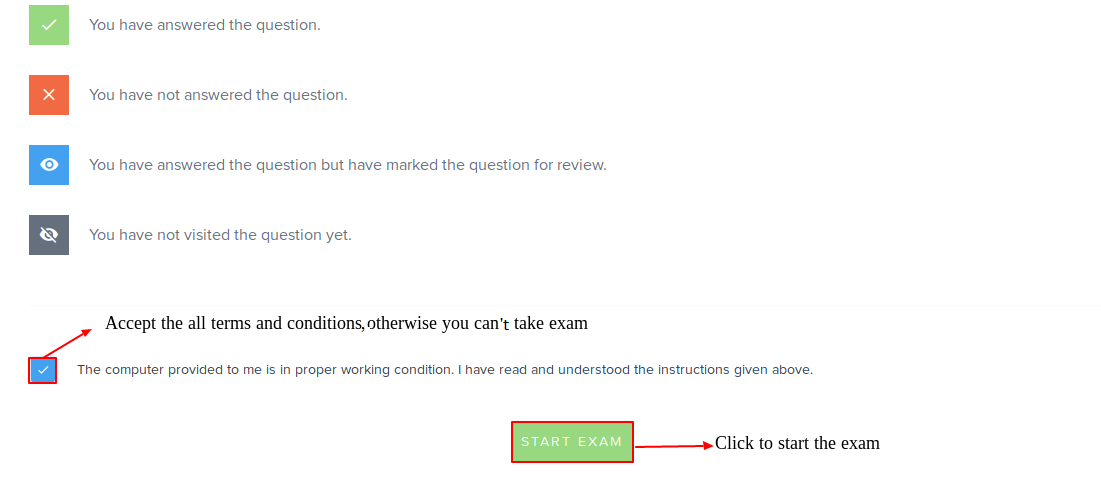 You have answered the question.
You have not answered the question.
You have answered the question but have marked the question for review.
You have not visited the question yet.
Accept the all terms and conditions,otherwise you can't take exam
The computer provided to me is in proper working condition. I have read and understood the instructions given above.
START EXAM
Click to start the exam